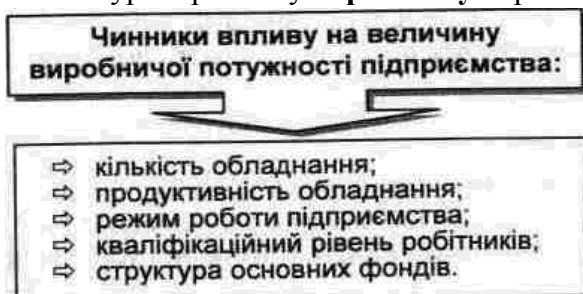 Чинники впливу на величину
виробничої потужності підприємства:
⇨ кількість обладнання;
⇨ продуктивність обладнання;
⇨ режим роботи підприємства;
⇨ кваліфікаційний рівень робітників;
⇨ структура основних фондів.